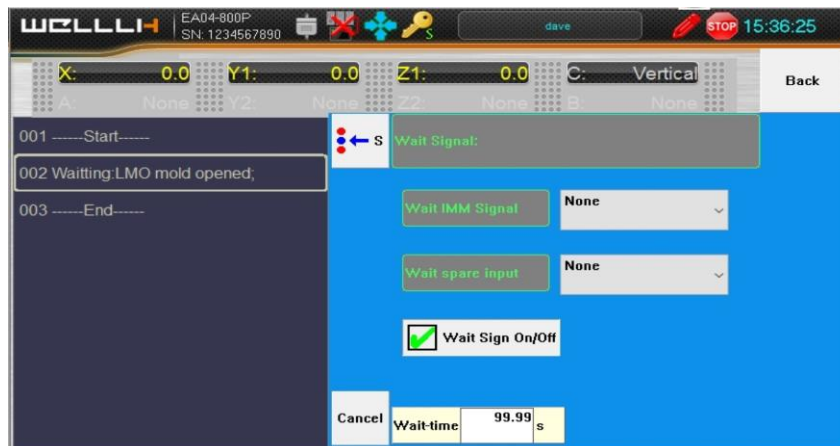 WELLLIH
EA04-800P
SN: 1234567890
S
dave
STOP
15:36:25
X: 0.0
Y1: 0.0
Z1: 0.0
C: Vertical
A: None
Y2: None
Z2: None
B: None
Back
001 ------Start------
002 Waitting:LMO mold opened;
003 ------End------
S
Wait Signal:
Wait IMM Signal
None
Wait spare input
None
Wait Sign On/Off
Cancel
Wait-time
99.99
s